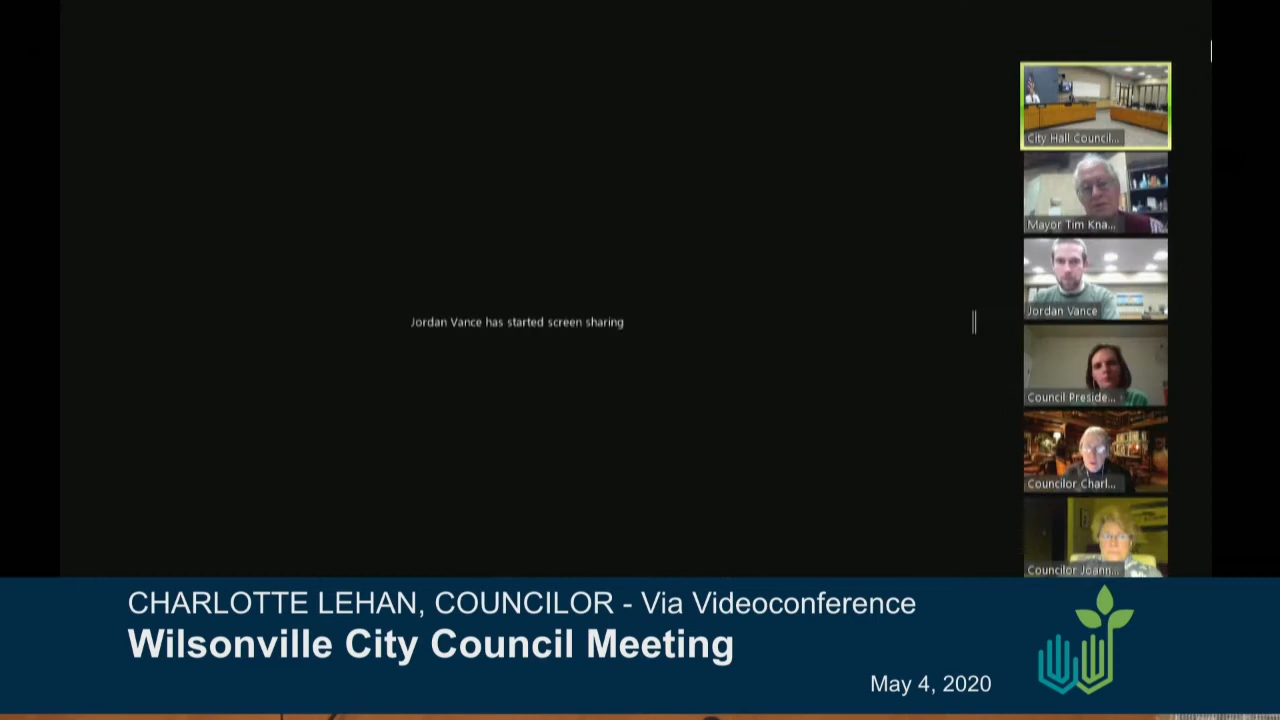 City Hall Council...
Mayor Tim Kna...
Jordan Vance
Jordan Vance has started screen sharing
Council Preside...
Councilor Charl...
Councilor Joann...
CHARLOTTE LEHAN, COUNCILOR - Via Videoconference
Wilsonville City Council Meeting
May 4, 2020